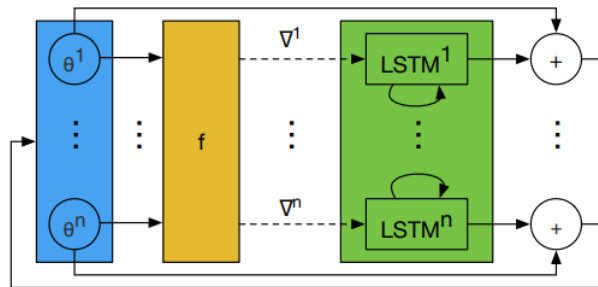 θ¹ ∇¹ LSTM¹ +
⋮ ⋮ f ⋮ ⋮ ⋮
θⁿ ∇ⁿ LSTMⁿ +